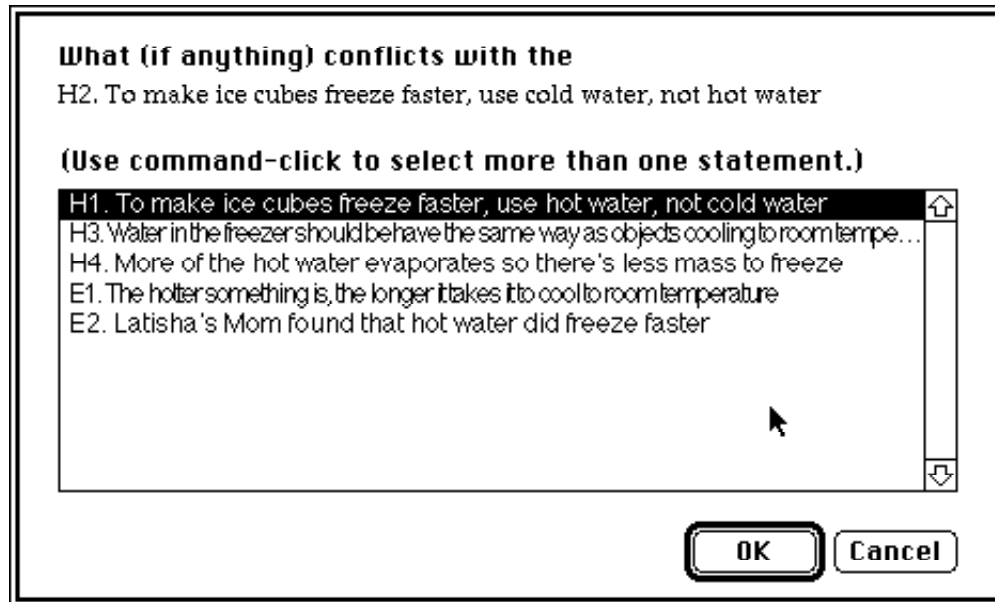 What (if anything) conflicts with the
H2. To make ice cubes freeze faster, use cold water, not hot water
(Use command-click to select more than one statement.)
H1. To make ice cubes freeze faster, use hot water, not cold water
H3. Water in the freezer should behave the same way as objects cooling to room tempe...
H4. More of the hot water evaporates so there's less mass to freeze
E1. The hotter something is, the longer it takes it to cool to room temperature
E2. Latisha's Mom found that hot water did freeze faster
OK Cancel